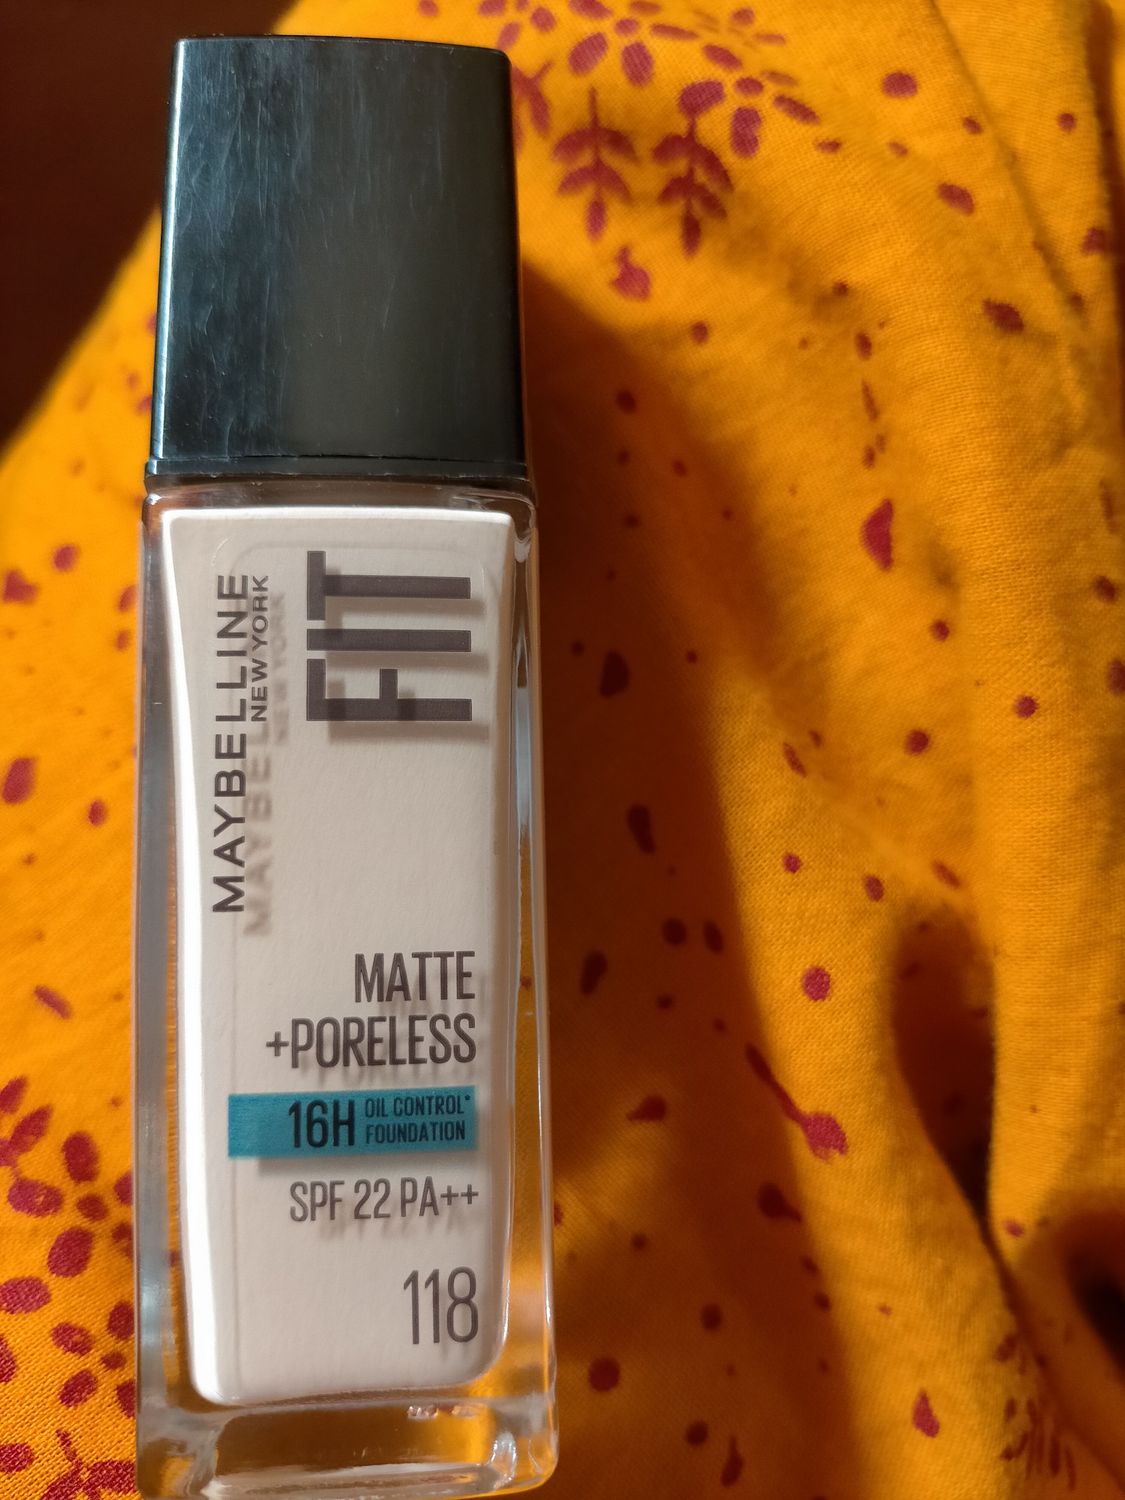 MAYBELLINE
NEW YORK
FIT
MATTE
+PORELESS
16H OIL CONTROL*
FOUNDATION
SPF 22 PA++
118